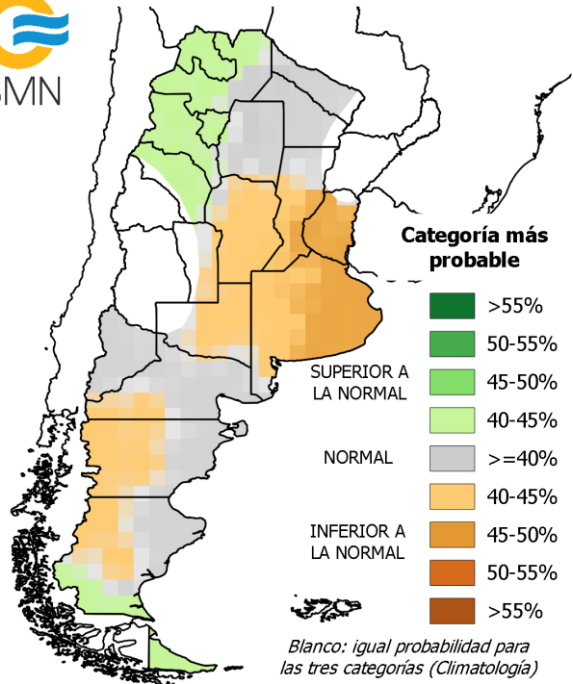 SMN
Categoría más
probable
>55%
50-55%
SUPERIOR A
LA NORMAL
45-50%
40-45%
NORMAL
>=40%
40-45%
INFERIOR A
LA NORMAL
45-50%
50-55%
>55%
Blanco: igual probabilidad para
las tres categorías (Climatología)